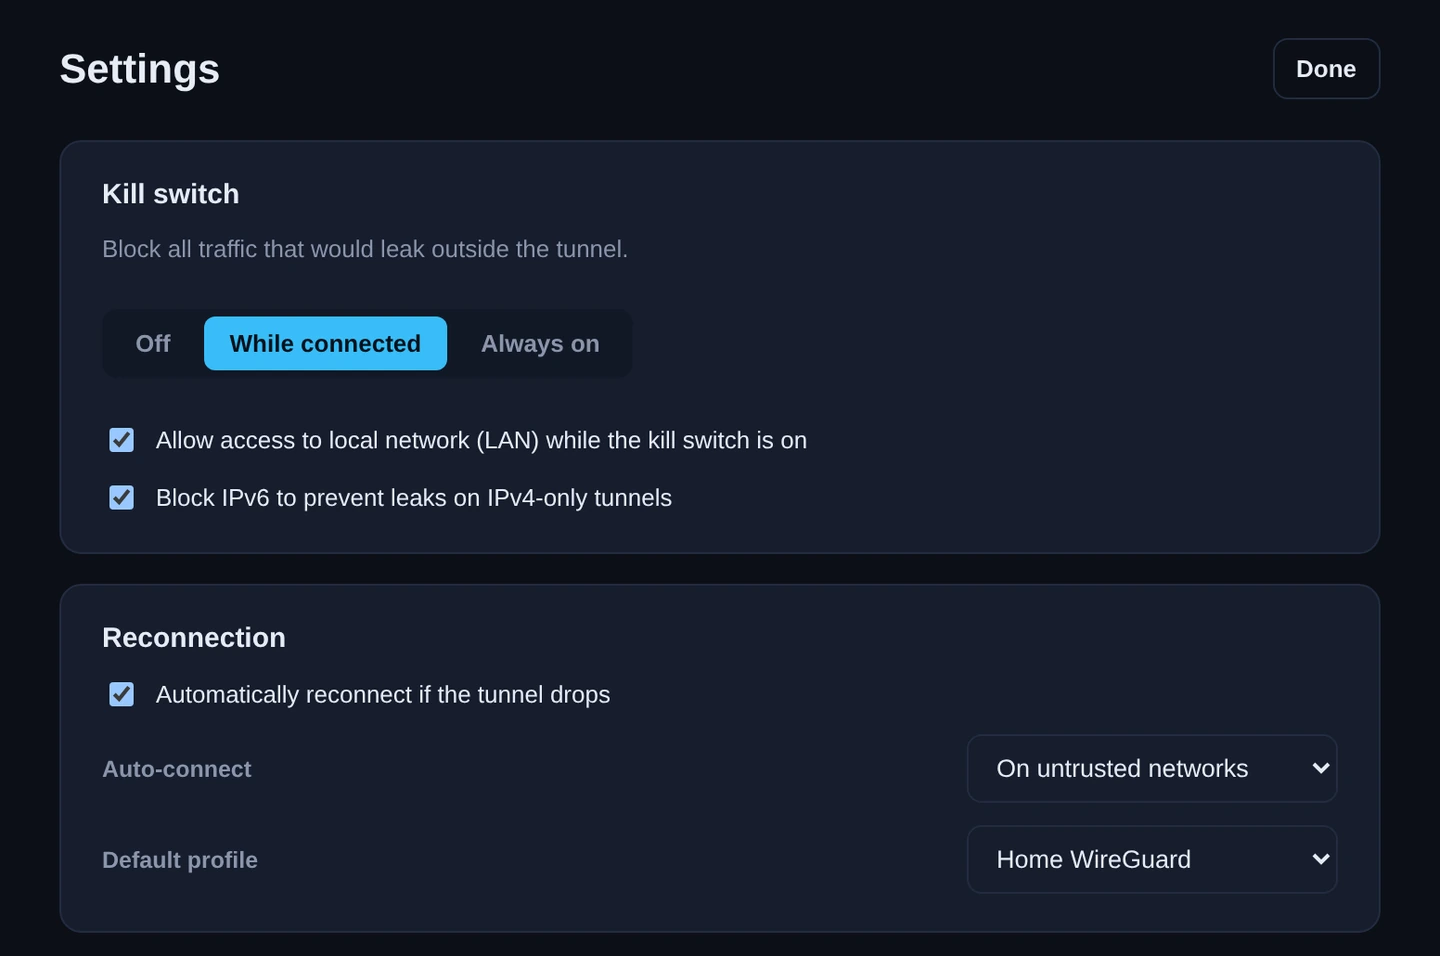 Settings
Done
Kill switch
Block all traffic that would leak outside the tunnel.
Off
While connected
Always on
Allow access to local network (LAN) while the kill switch is on
Block IPv6 to prevent leaks on IPv4-only tunnels
Reconnection
Automatically reconnect if the tunnel drops
Auto-connect
On untrusted networks
Default profile
Home WireGuard